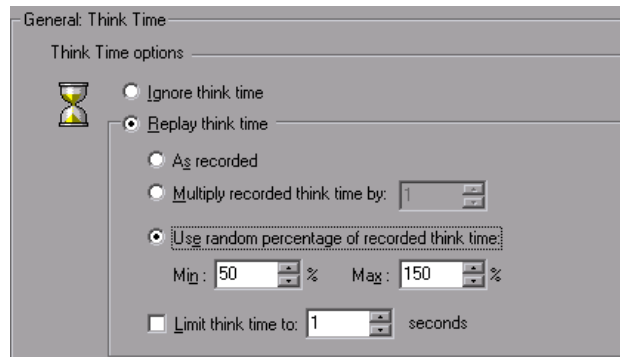 General: Think Time
Think Time options
Ignore think time
Replay think time
As recorded
Multiply recorded think time by: 1
Use random percentage of recorded think time:
Min : 50 % Max : 150 %
Limit think time to: 1 seconds